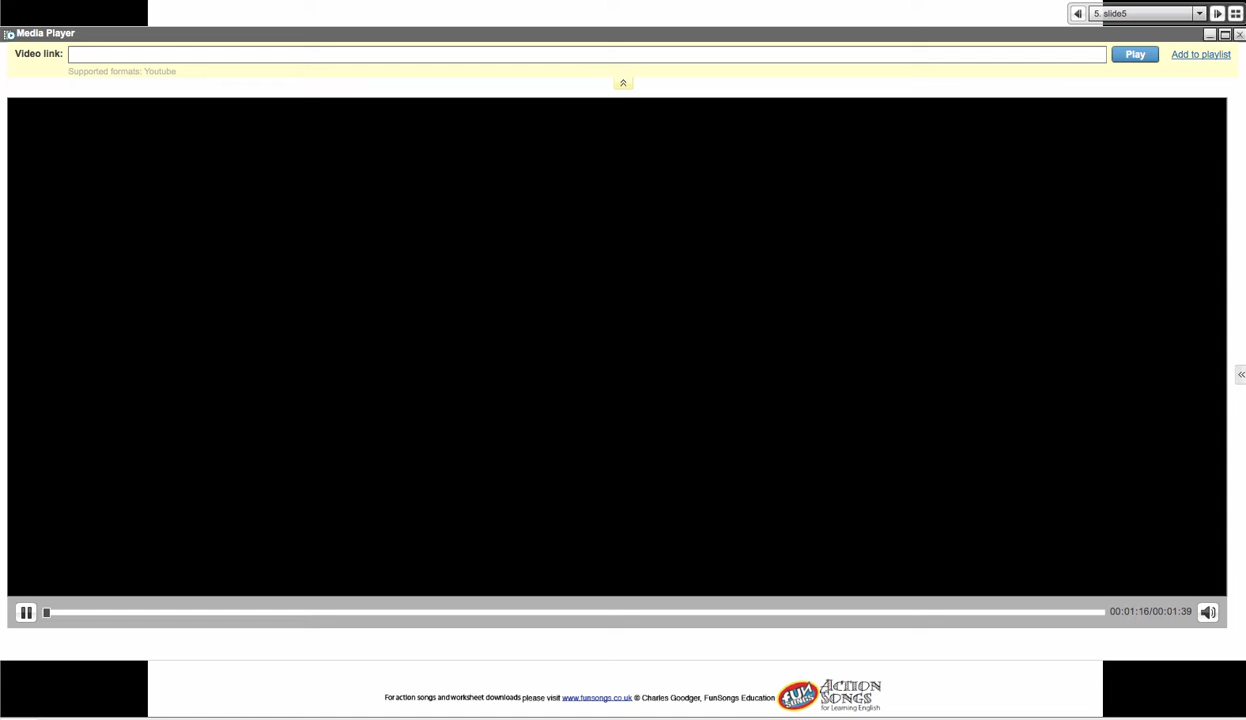 5. slide5
Media Player
Video link:
Play
Add to playlist
Supported formats: Youtube
00:01:16/00:01:39
For action songs and worksheet downloads please visit www.funsongs.co.uk © Charles Goodger, FunSongs Education
FUN
SONGS
ACTION
SONGS
for Learning English